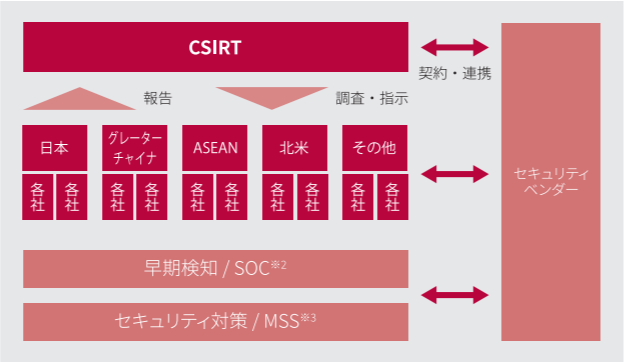 CSIRT
契約・連携
報告
調査・指示
日本
グレーター
チャイナ
ASEAN
北米
その他
各社
各社
各社
各社
各社
各社
各社
各社
各社
各社
セキュリティ
ベンダー
早期検知 / SOC※2
セキュリティ対策 / MSS※3